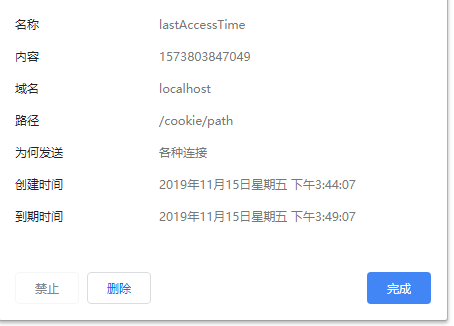 名称 lastAccessTime
内容 1573803847049
域名 localhost
路径 /cookie/path
为何发送 各种连接
创建时间 2019年11月15日星期五 下午3:44:07
到期时间 2019年11月15日星期五 下午3:49:07
禁止 删除 完成